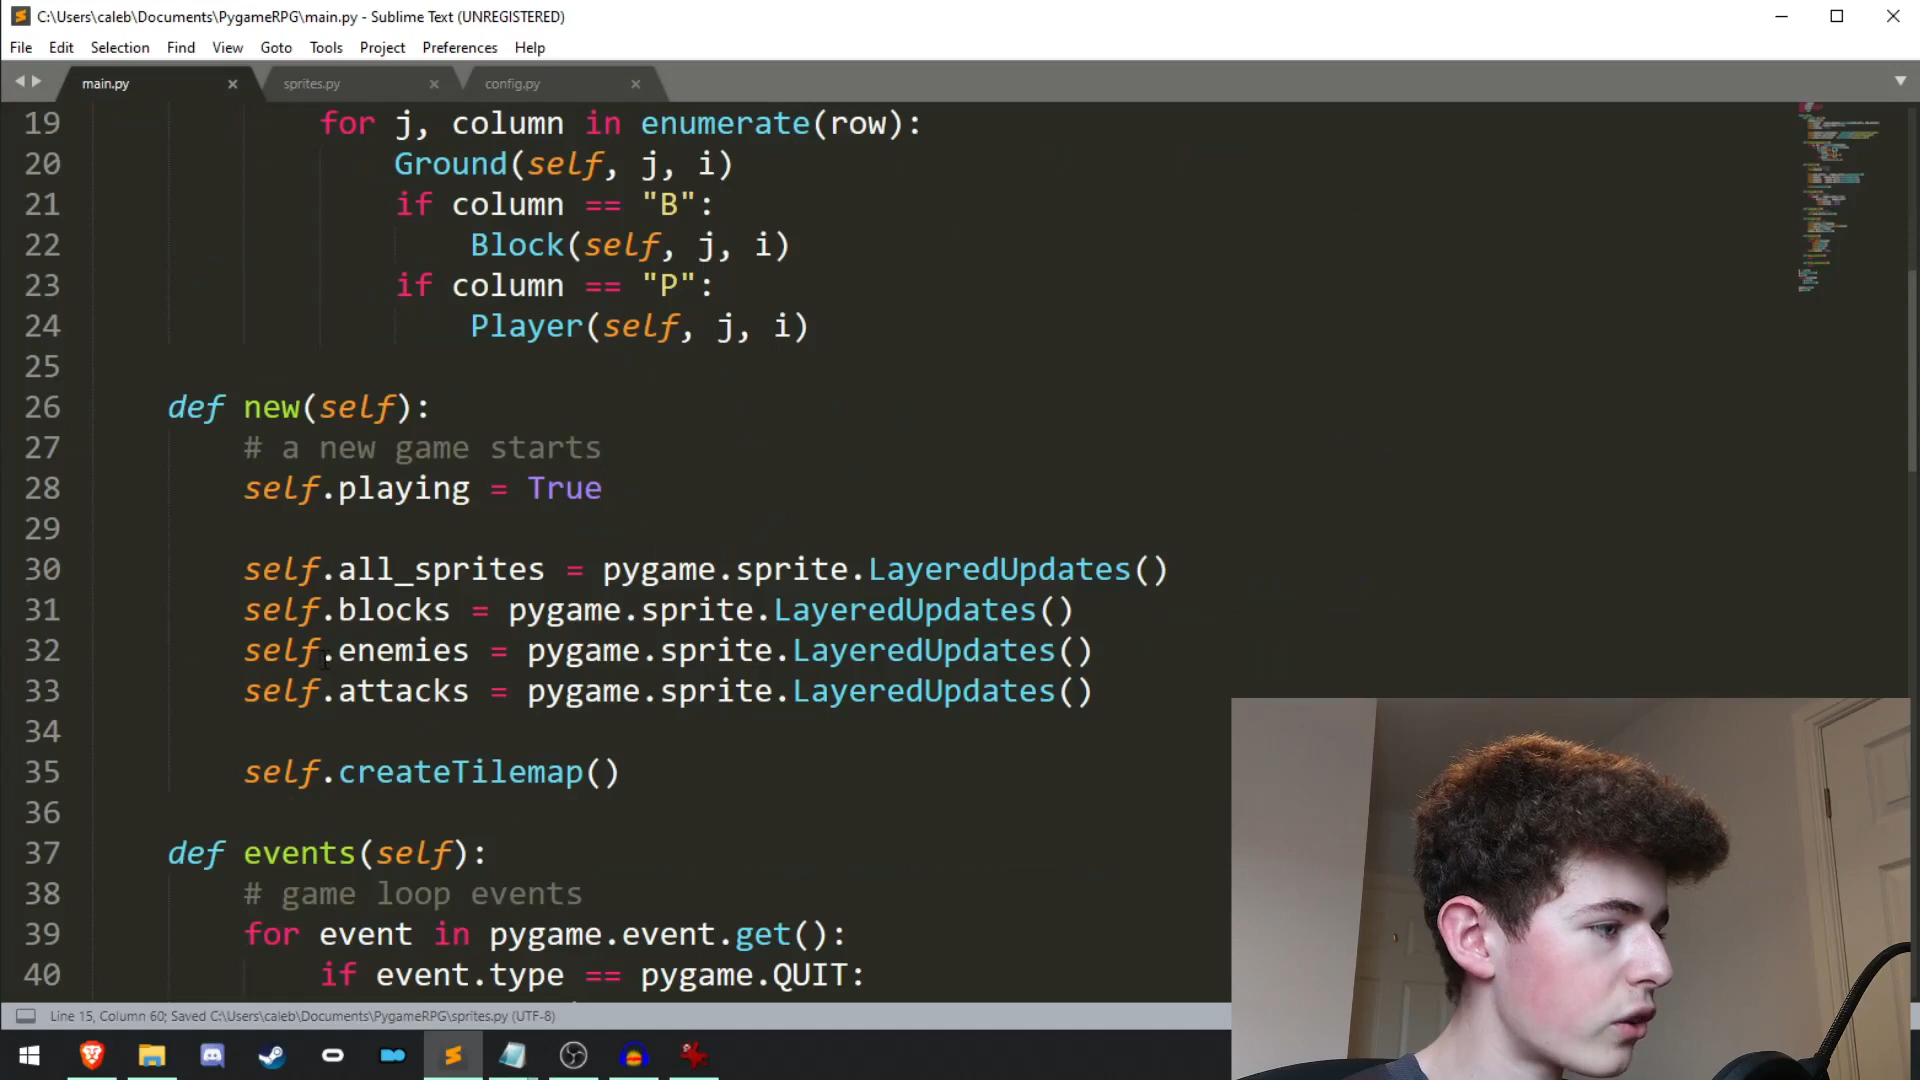 C:\Users\caleb\Documents\PygameRPG\main.py - Sublime Text (UNREGISTERED)
File Edit Selection Find View Goto Tools Project Preferences Help
main.py sprites.py config.py
19 for j, column in enumerate(row):
20 Ground(self, j, i)
21 if column == "B":
22 Block(self, j, i)
23 if column == "P":
24 Player(self, j, i)
25
26 def new(self):
27 # a new game starts
28 self.playing = True
29
30 self.all_sprites = pygame.sprite.LayeredUpdates()
31 self.blocks = pygame.sprite.LayeredUpdates()
32 self.enemies = pygame.sprite.LayeredUpdates()
33 self.attacks = pygame.sprite.LayeredUpdates()
34
35 self.createTilemap()
36
37 def events(self):
38 # game loop events
39 for event in pygame.event.get():
40 if event.type == pygame.QUIT:
Line 15, Column 60; Saved C:\Users\caleb\Documents\PygameRPG\sprites.py (UTF-8)